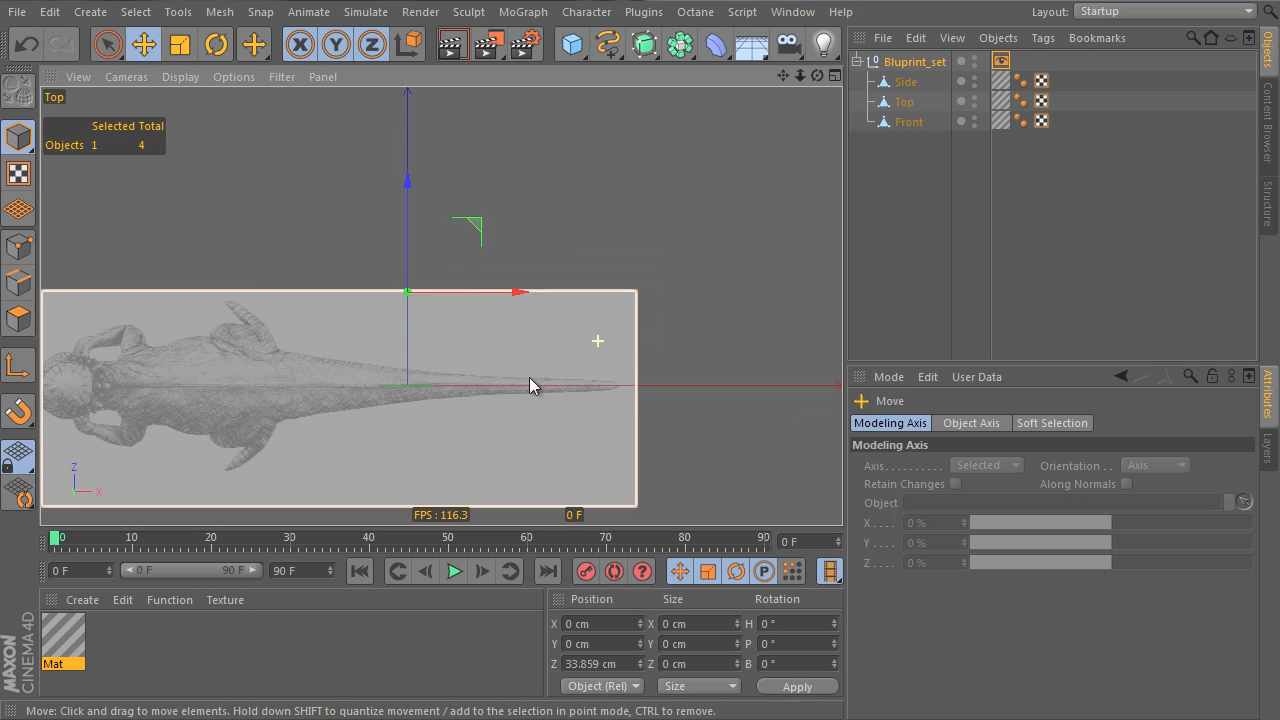 File Edit Create Select Tools Mesh Snap Animate Simulate Render Sculpt MoGraph Character Plugins Octane Script Window Help Layout: Startup
X Y Z
File Edit View Objects Tags Bookmarks
View Cameras Display Options Filter Panel
Top
Selected Total
Objects 1 4
Bluprint_set
Side
Top
Front
Objects
Content Browser
Structure
Mode Edit User Data
Move
Modeling Axis Object Axis Soft Selection
Modeling Axis
Axis . . . . . . . . . . Selected Orientation . . Axis
Retain Changes Along Normals
Object
X . . . . 0 %
Y . . . . 0 %
Z . . . . 0 %
Attributes
Layers
Z
Y X
FPS : 116.3 0 F
0 10 20 30 40 50 60 70 80 90 0 F
0 F 0 F 90 F 90 F
Create Edit Function Texture
Mat
Position Size Rotation
X 0 cm X 0 cm H 0 °
Y 0 cm Y 0 cm P 0 °
Z 33.859 cm Z 0 cm B 0 °
Object (Rel) Size Apply
MAXON
CINEMA 4D
Move: Click and drag to move elements. Hold down SHIFT to quantize movement / add to the selection in point mode, CTRL to remove.